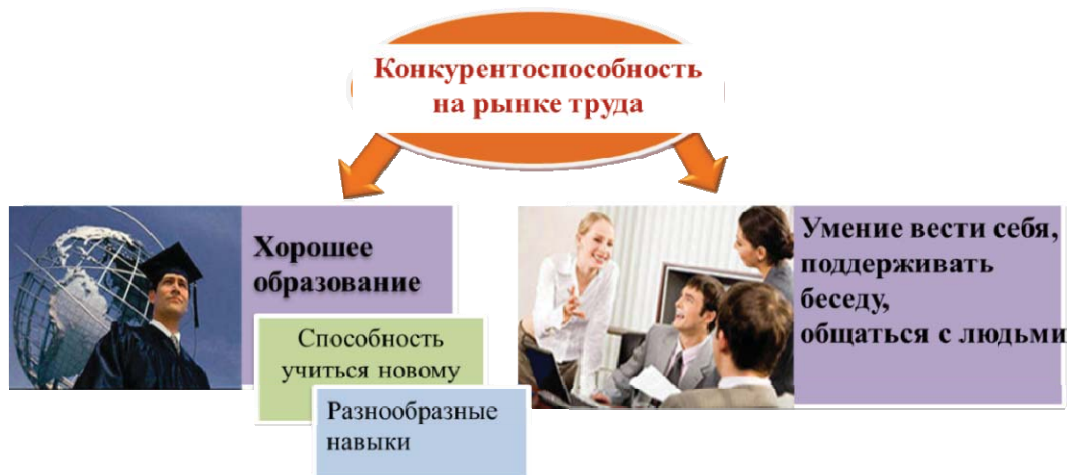 Конкурентоспособность
на рынке труда
Хорошее
образование
Способность
учиться новому
Разнообразные
навыки
Умение вести себя,
поддерживать
беседу,
общаться с людьми